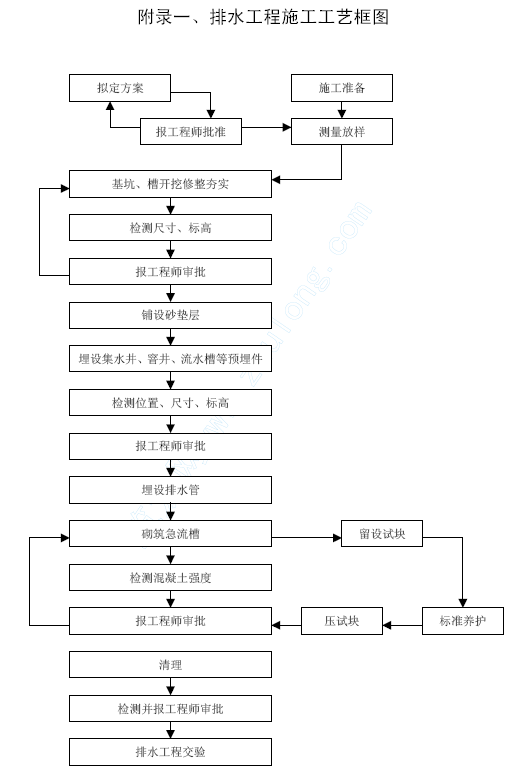 附录一、排水工程施工工艺框图
拟定方案
施工准备
报工程师批准
测量放样
基坑、槽开挖修整夯实
检测尺寸、标高
报工程师审批
铺设砂垫层
埋设集水井、窨井、流水槽等预埋件
检测位置、尺寸、标高
报工程师审批
埋设排水管
砌筑急流槽
留设试块
检测混凝土强度
报工程师审批
压试块
标准养护
清理
检测并报工程师审批
排水工程交验